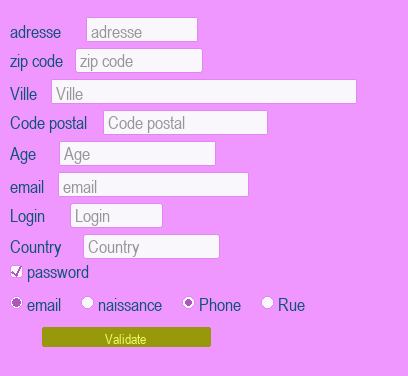 adresse adresse
zip code zip code
Ville Ville
Code postal Code postal
Age Age
email email
Login Login
Country Country
password
email naissance Phone Rue
Validate